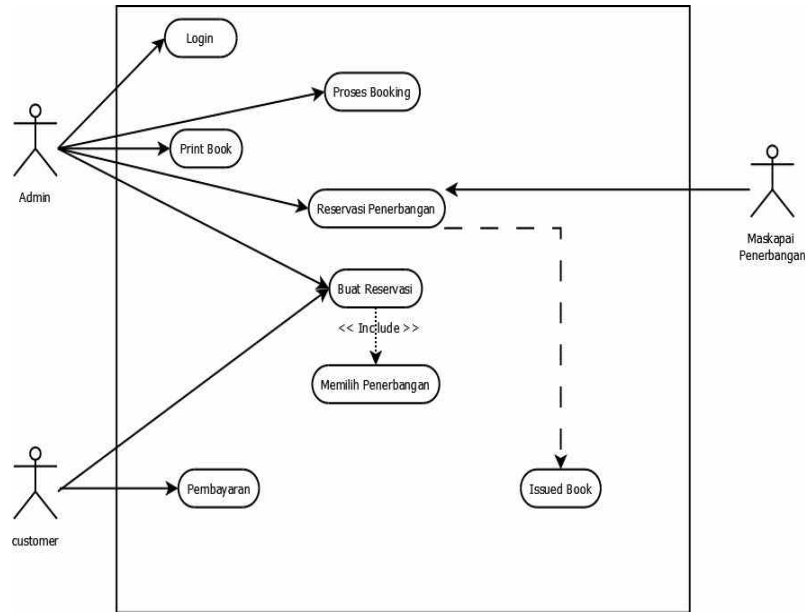 Login
Proses Booking
Print Book
Admin
Reservasi Penerbangan
Maskapai
Penerbangan
Buat Reservasi
<< Include >>
Memilih Penerbangan
Pembayaran
Issued Book
customer